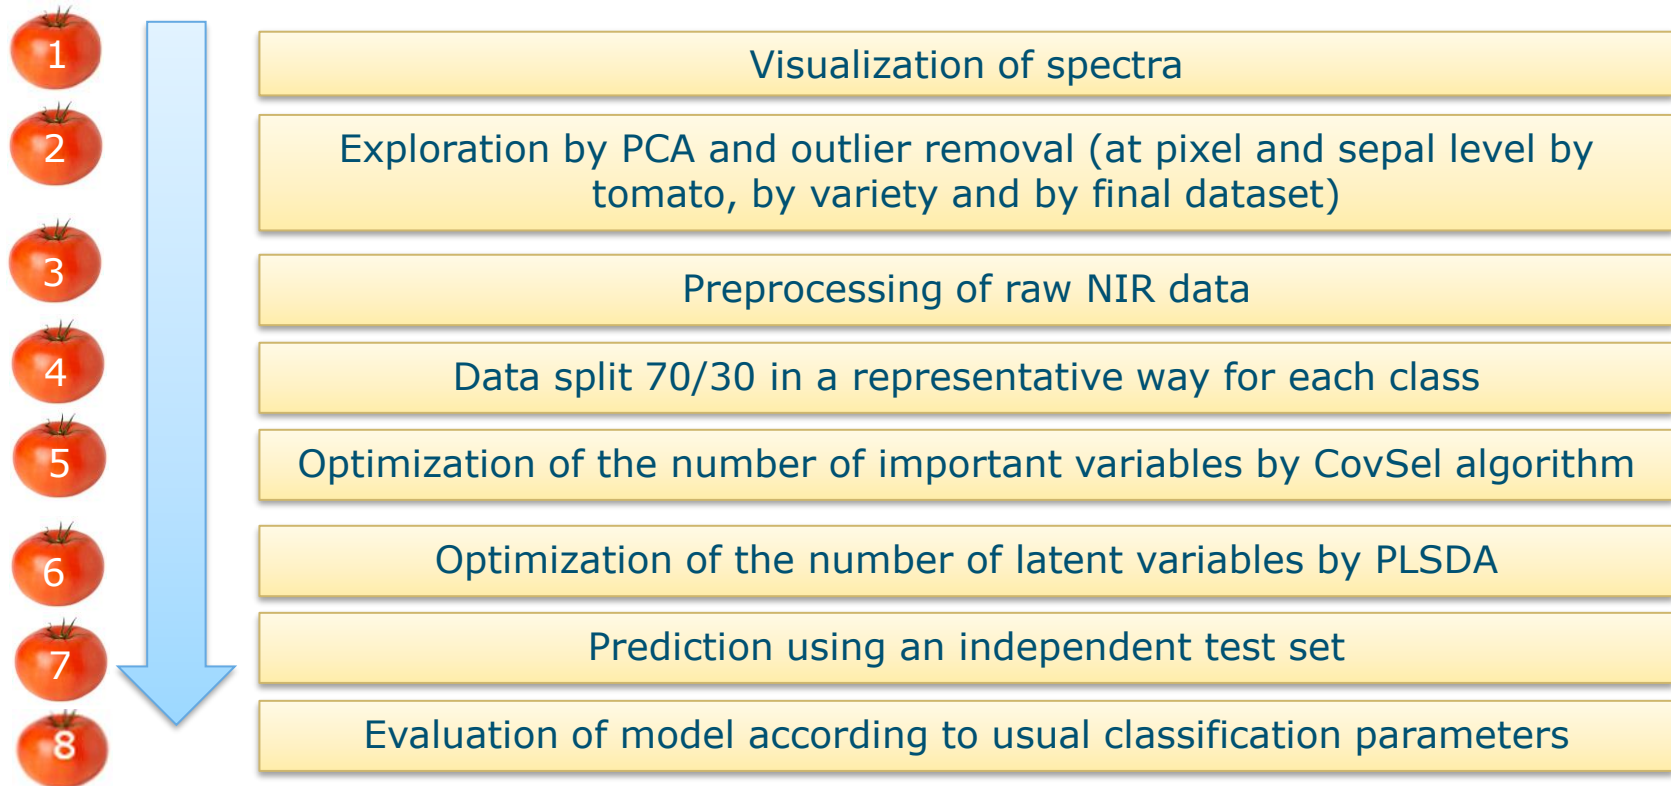 1
Visualization of spectra
2
Exploration by PCA and outlier removal (at pixel and sepal level by
tomato, by variety and by final dataset)
3
Preprocessing of raw NIR data
4
Data split 70/30 in a representative way for each class
5
Optimization of the number of important variables by CovSel algorithm
6
Optimization of the number of latent variables by PLSDA
7
Prediction using an independent test set
8
Evaluation of model according to usual classification parameters